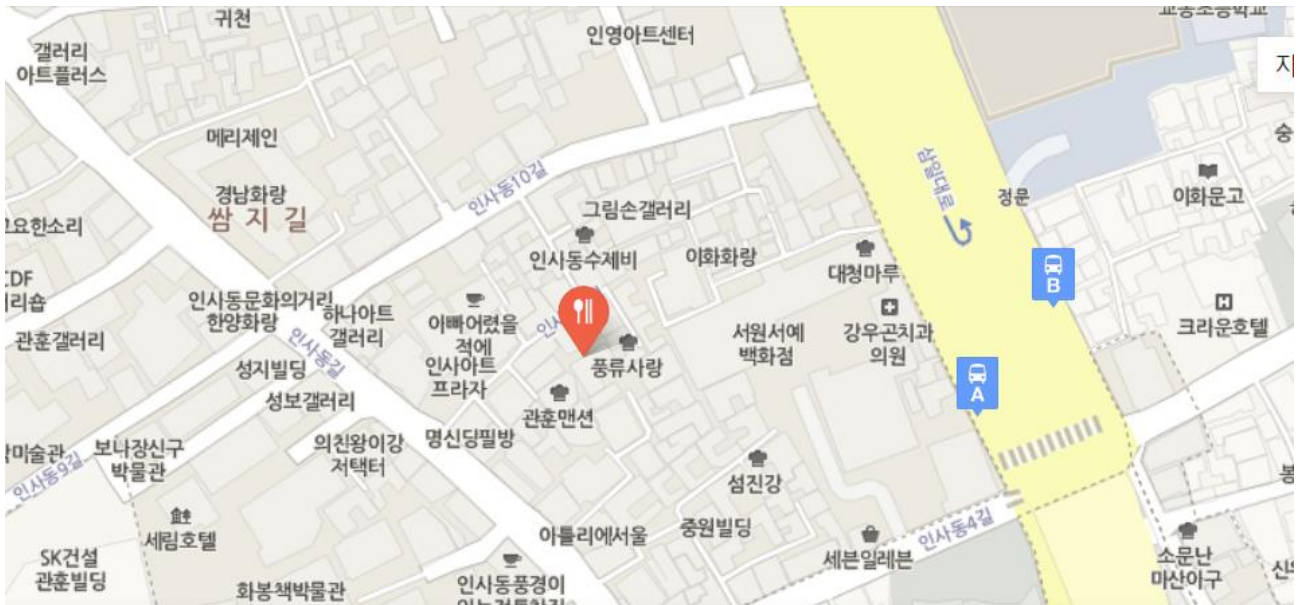 귀천
갤러리
아트플러스
인영아트센터
메리제인
경남화랑
쌈지길
인사동10길
삼일대로
정문
이화문고
숭
그림손갤러리
인사동수제비
이화화랑
대청마루
B
인사동문화의거리
한양화랑
하나아트
갤러리
관훈갤러리
인사동길
아빠어렸을
적에
인사아트
프라자
풍류사랑
서원서예
백화점
강우곤치과
의원
H
크라운호텔
A
성지빌딩
성보갤러리
관훈맨션
명신당필방
의친왕이강
저택터
보나장신구
박물관
인사동9길
섬진강
중원빌딩
아틀리에서울
세븐일레븐
인사동4길
세림호텔
SK건설
관훈빌딩
화봉책박물관
인사동풍경이
소문난
마산아구